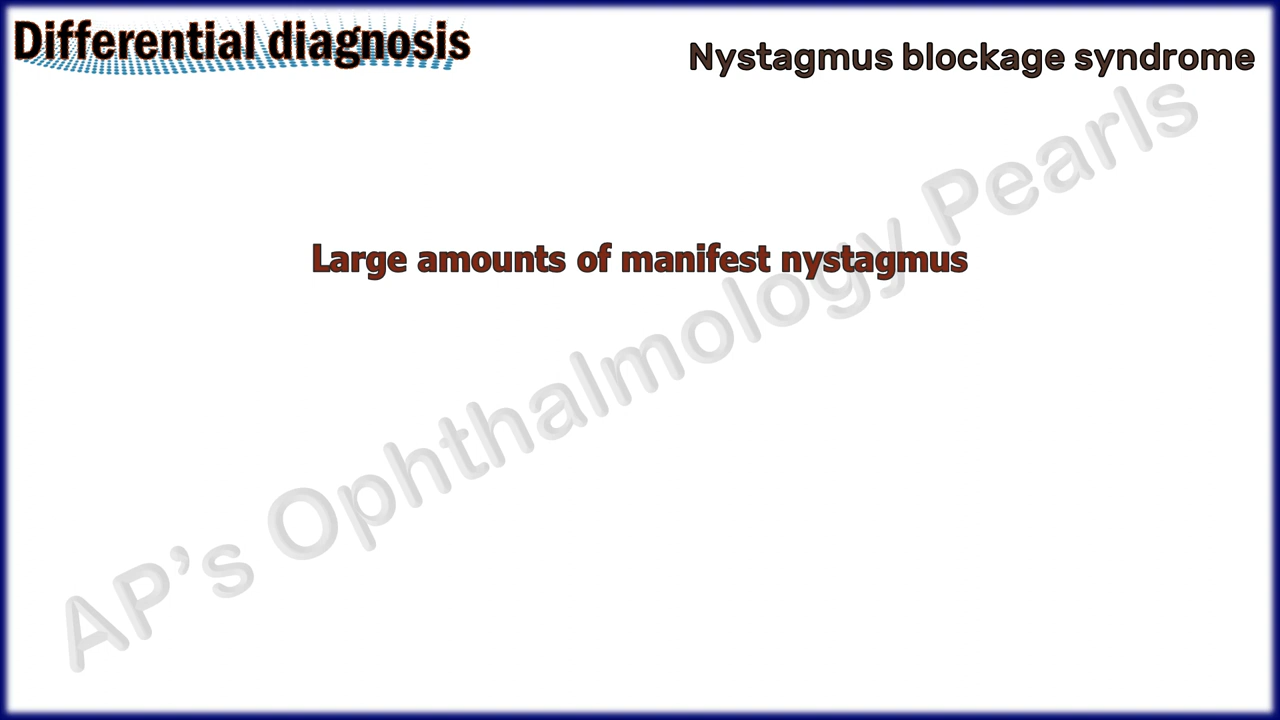 Differential diagnosis
Nystagmus blockage syndrome
Large amounts of manifest nystagmus
AP's Ophthalmology Pearls